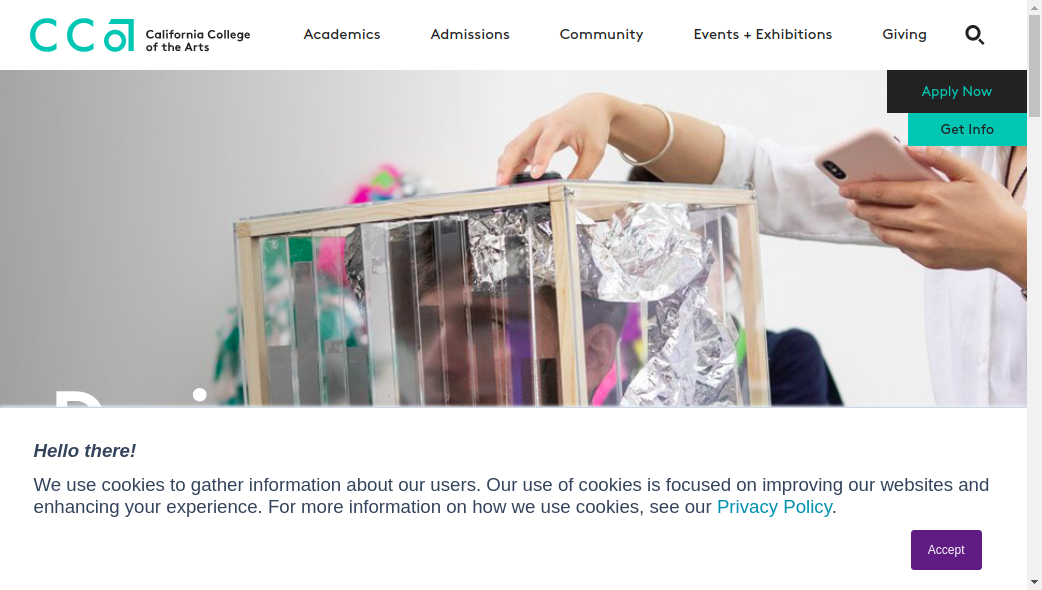 CCA California College
of the Arts
Academics
Admissions
Community
Events + Exhibitions
Giving
Apply Now
Get Info
Hello there!
We use cookies to gather information about our users. Our use of cookies is focused on improving our websites and
enhancing your experience. For more information on how we use cookies, see our Privacy Policy.
Accept